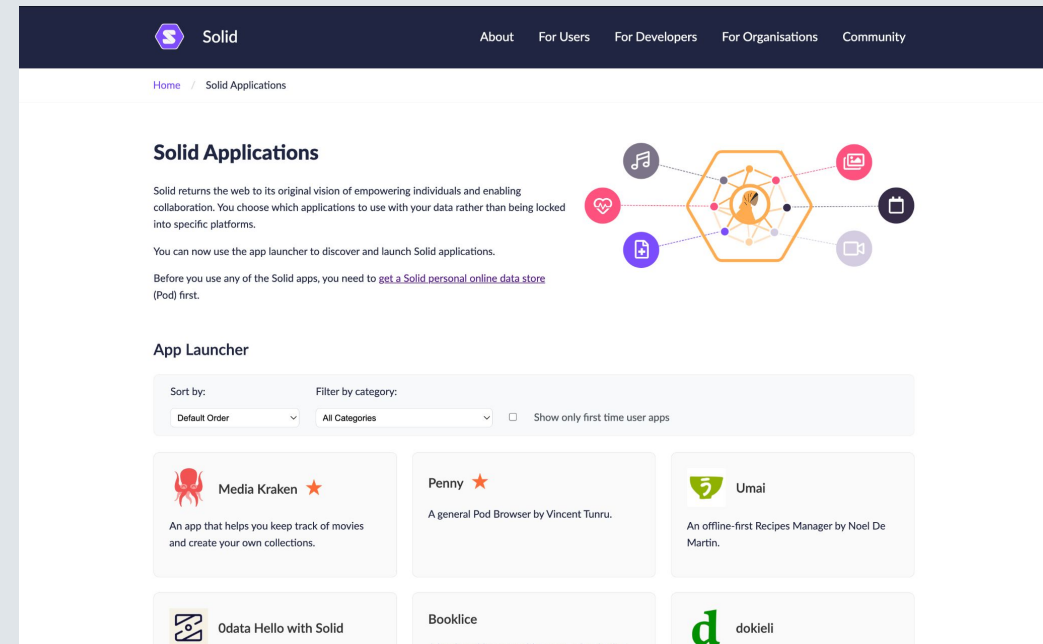 Solid
About For Users For Developers For Organisations Community
Home / Solid Applications
Solid Applications
Solid returns the web to its original vision of empowering individuals and enabling
collaboration. You choose which applications to use with your data rather than being locked
into specific platforms.
You can now use the app launcher to discover and launch Solid applications.
Before you use any of the Solid apps, you need to get a Solid personal online data store
(Pod) first.
App Launcher
Sort by: Filter by category:
Default Order All Categories Show only first time user apps
Media Kraken
An app that helps you keep track of movies
and create your own collections.
Penny
A general Pod Browser by Vincent Tunru.
Umai
An offline-first Recipes Manager by Noel De
Martin.
0data Hello with Solid
Booklice
d dokieli